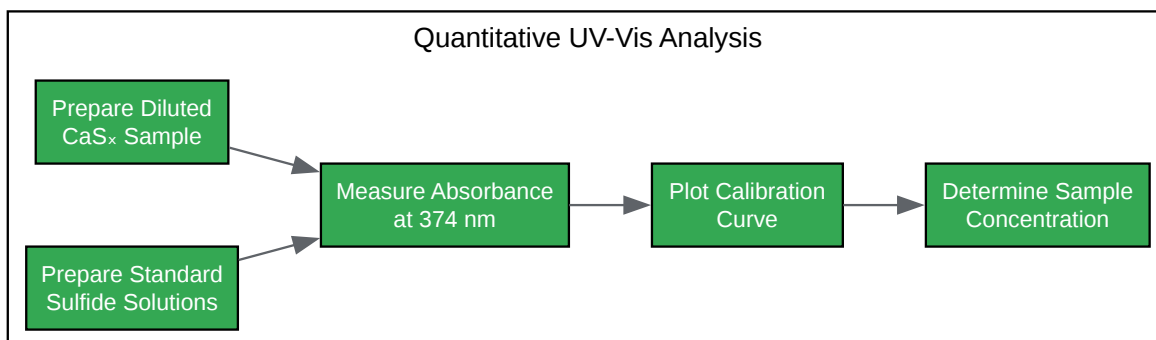 Quantitative UV-Vis Analysis
Prepare Diluted
CaSₓ Sample
Prepare Standard
Sulfide Solutions
Measure Absorbance
at 374 nm
Plot Calibration
Curve
Determine Sample
Concentration